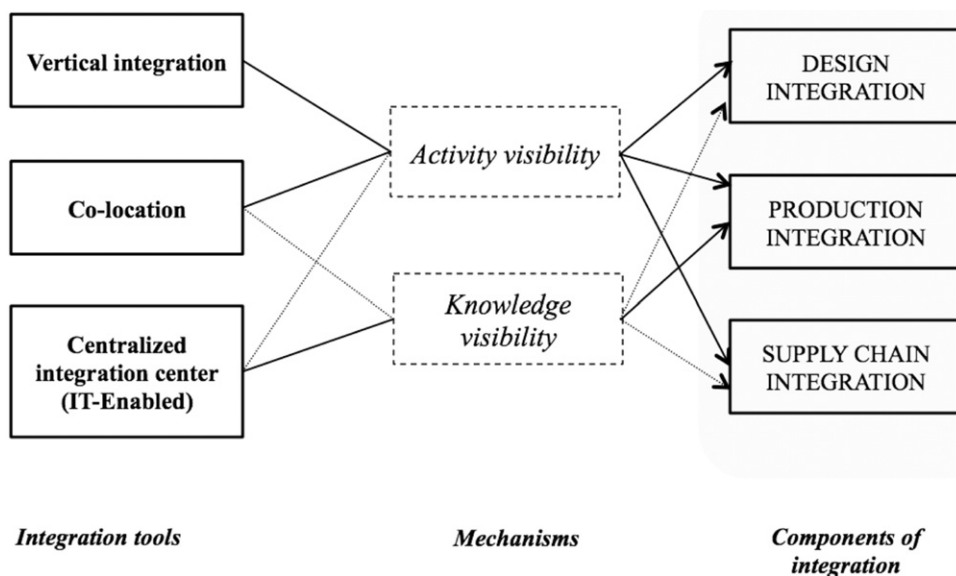 Vertical integration
Co-location
Centralized
integration center
(IT-Enabled)
Activity visibility
Knowledge
visibility
DESIGN
INTEGRATION
PRODUCTION
INTEGRATION
SUPPLY CHAIN
INTEGRATION
Integration tools
Mechanisms
Components of
integration